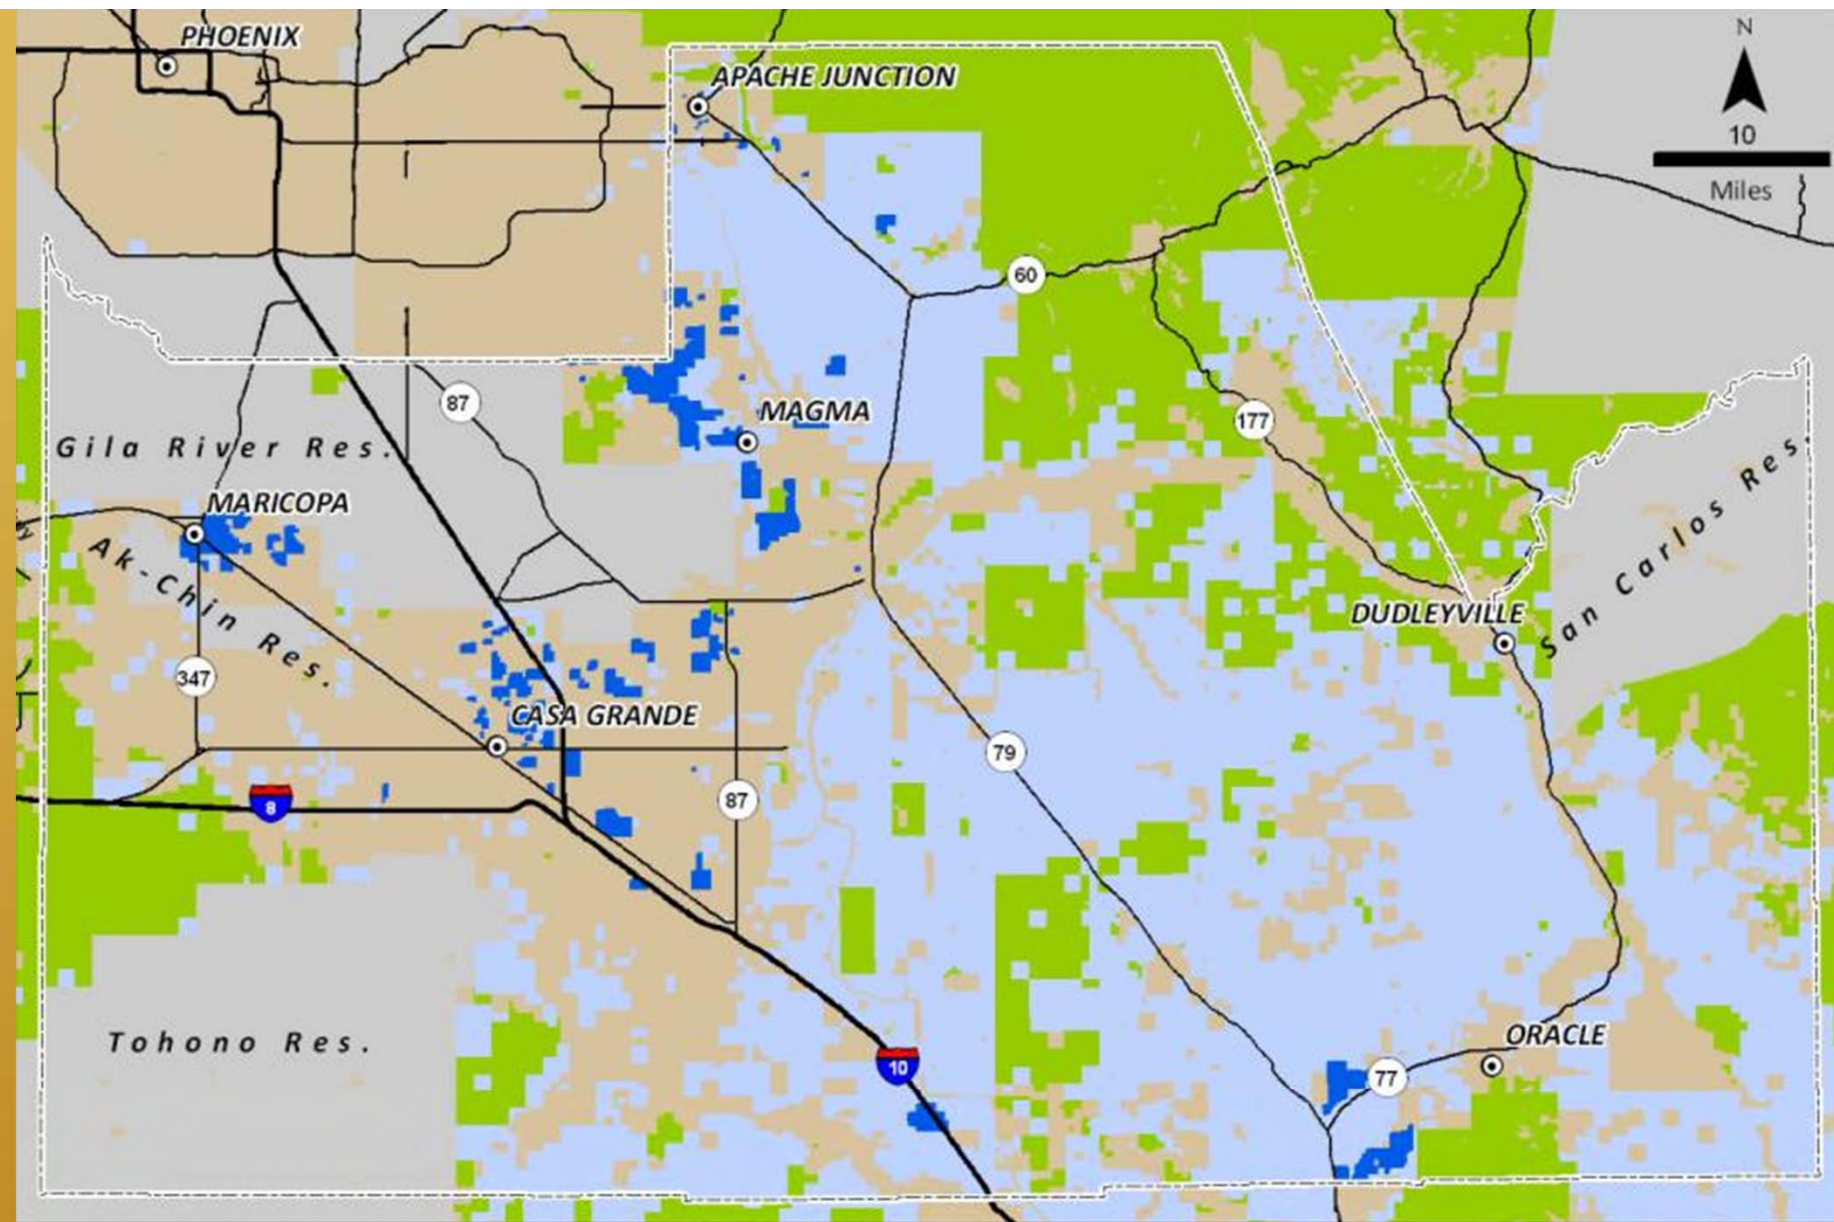 PHOENIX
N
APACHE JUNCTION
10
Miles
60
87
MAGMA
177
Gila River Res.
MARICOPA
Ak-Chin Res.
San Carlos Res.
DUDLEYVILLE
347
CASA GRANDE
79
8
87
ORACLE
Tohono Res.
10
77